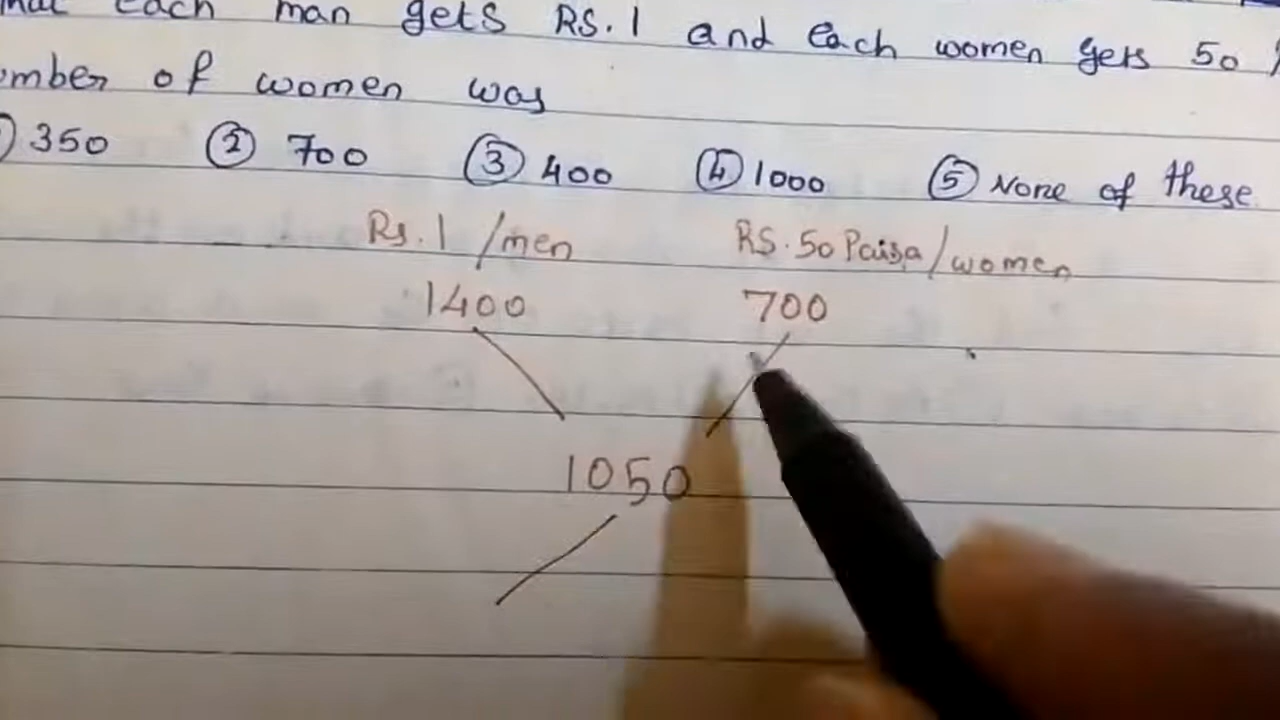 each man gets RS. 1 and each women gets 50
of women was
350 ② 700 ③ 400 ④ 1000 ⑤ None of these
Rs. 1 /men RS. 50 Paisa/women
1400 700
1050